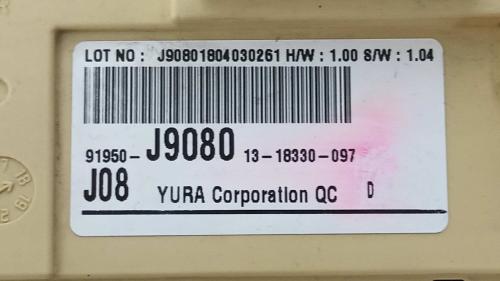 LOT NO : J90801804030261 H/W : 1.00 S/W : 1.04
91950-J9080 13-18330-097
J08 YURA Corporation QC D